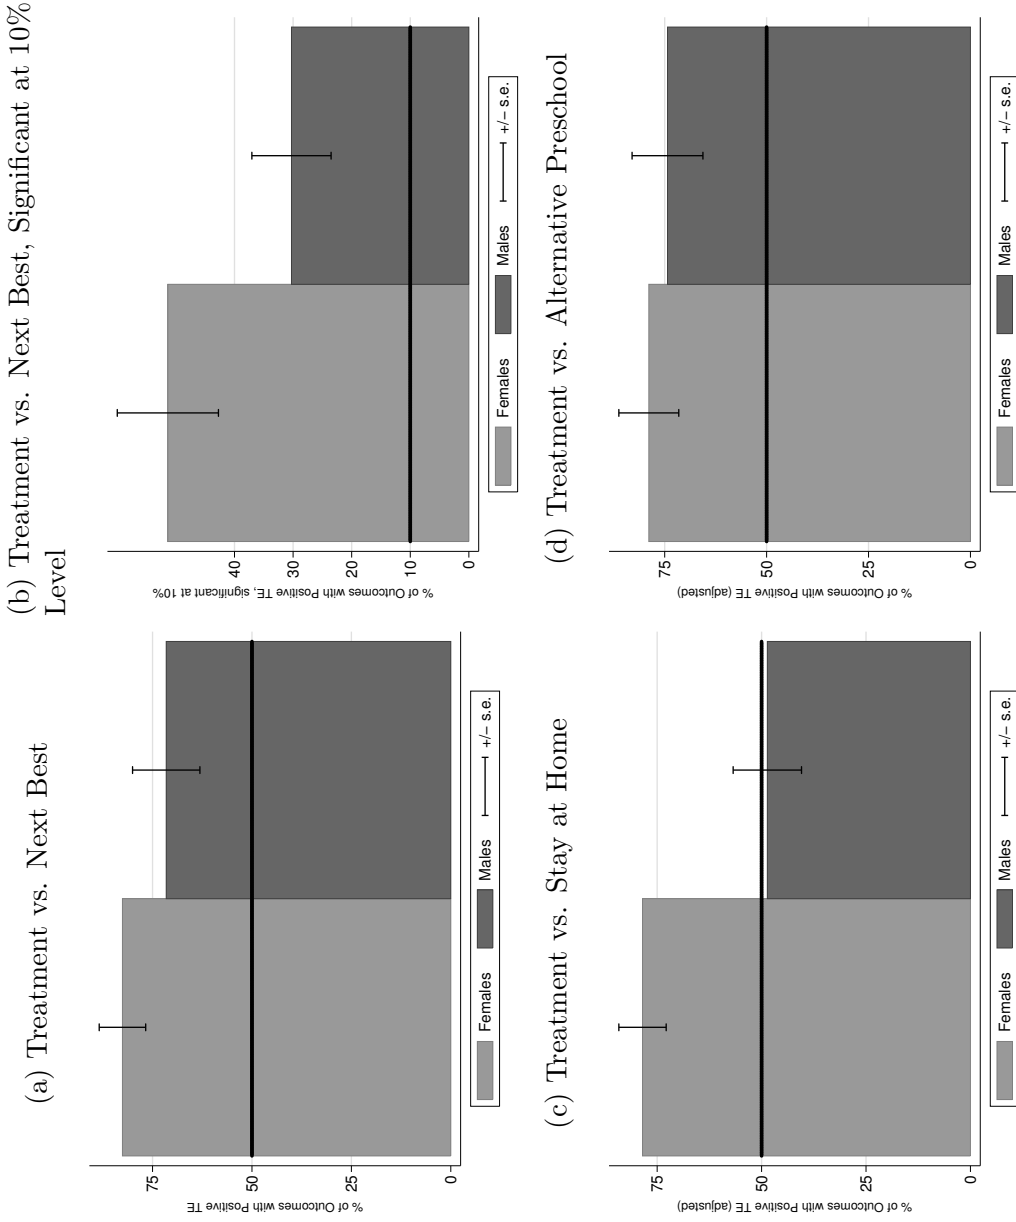 (a) Treatment vs. Next Best
% of Outcomes with Positive TE
75
50
25
0
Females
Males
+/− s.e.
(b) Treatment vs. Next Best, Significant at 10%
Level
% of Outcomes with Positive TE, significant at 10%
40
30
20
10
0
Females
Males
+/− s.e.
(c) Treatment vs. Stay at Home
% of Outcomes with Positive TE (adjusted)
75
50
25
0
Females
Males
+/− s.e.
(d) Treatment vs. Alternative Preschool
% of Outcomes with Positive TE (adjusted)
75
50
25
0
Females
Males
+/− s.e.